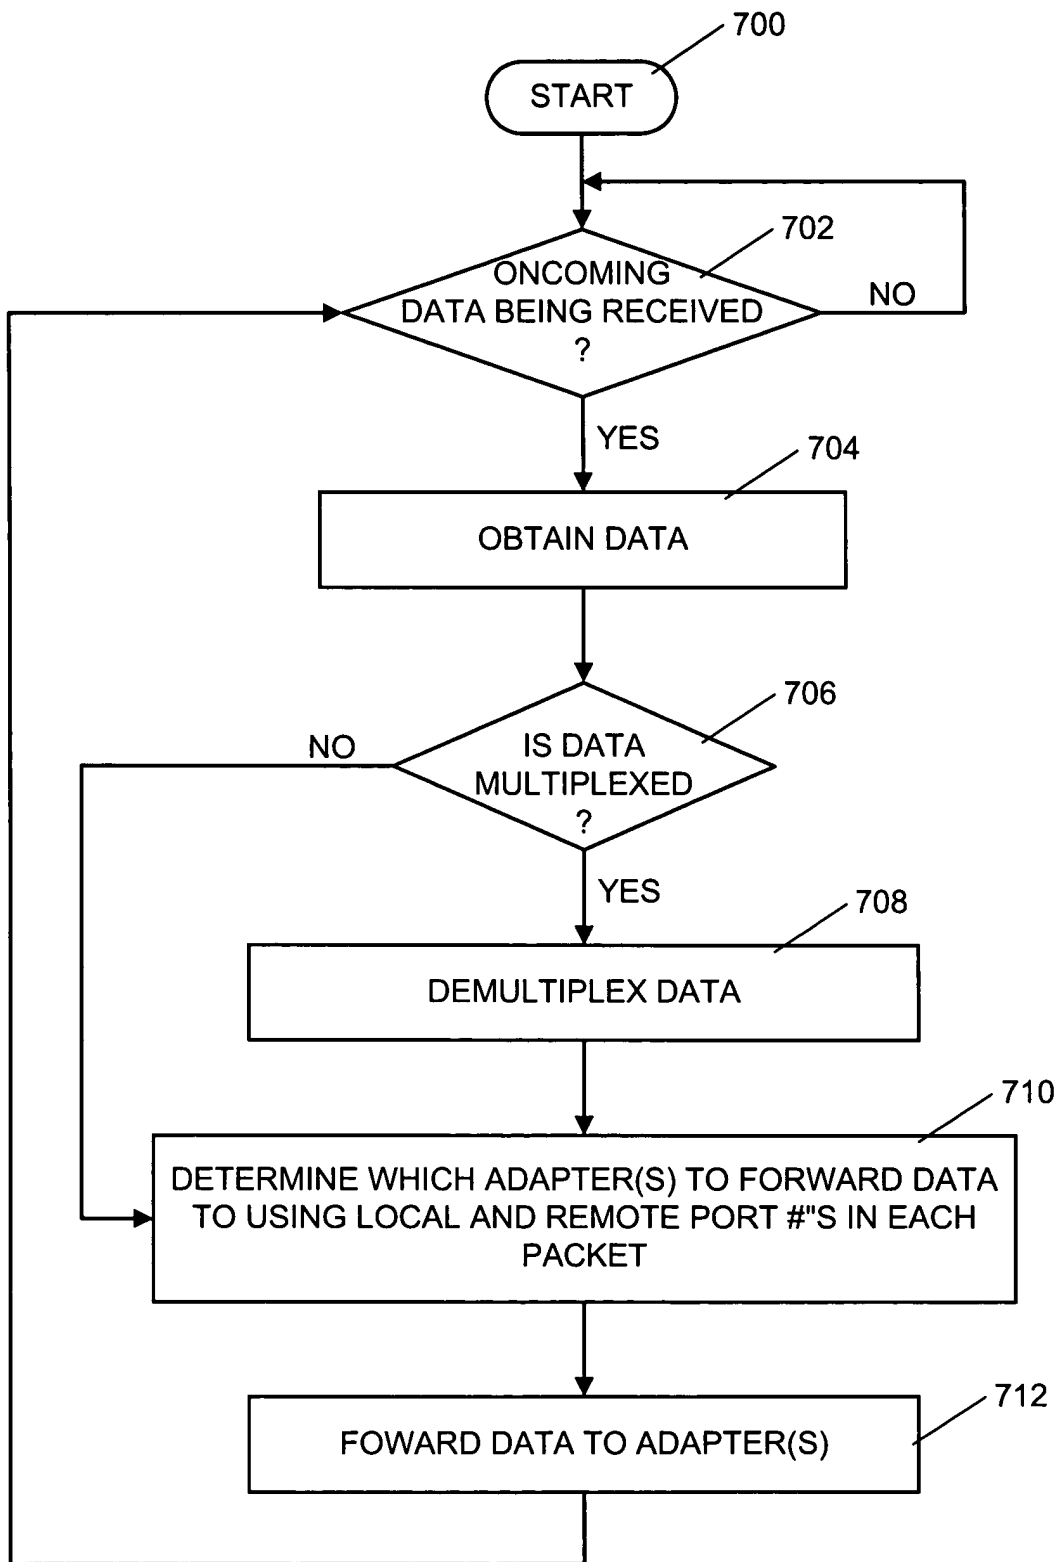 700
START
702
ONCOMING
DATA BEING RECEIVED
?
NO
YES
704
OBTAIN DATA
706
NO
IS DATA
MULTIPLEXED
?
YES
708
DEMULTIPLEX DATA
710
DETERMINE WHICH ADAPTER(S) TO FORWARD DATA
TO USING LOCAL AND REMOTE PORT #"S IN EACH
PACKET
712
FOWARD DATA TO ADAPTER(S)